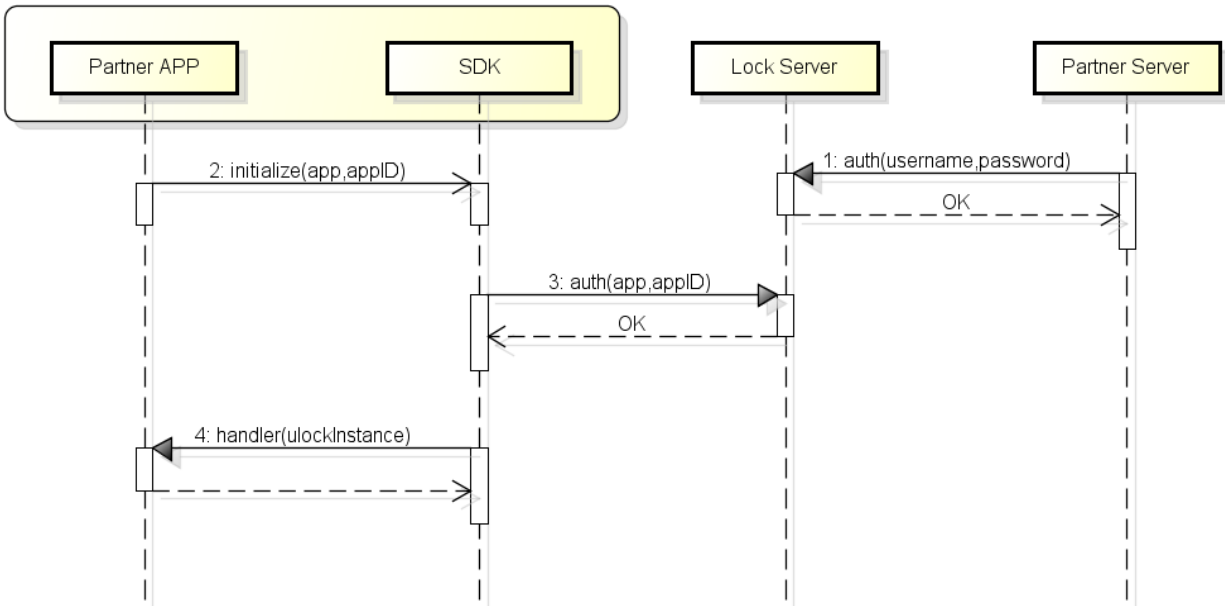 Partner APP
SDK
Lock Server
Partner Server
1: auth(username,password)
2: initialize(app,appID)
OK
3: auth(app,appID)
OK
4: handler(ulockInstance)